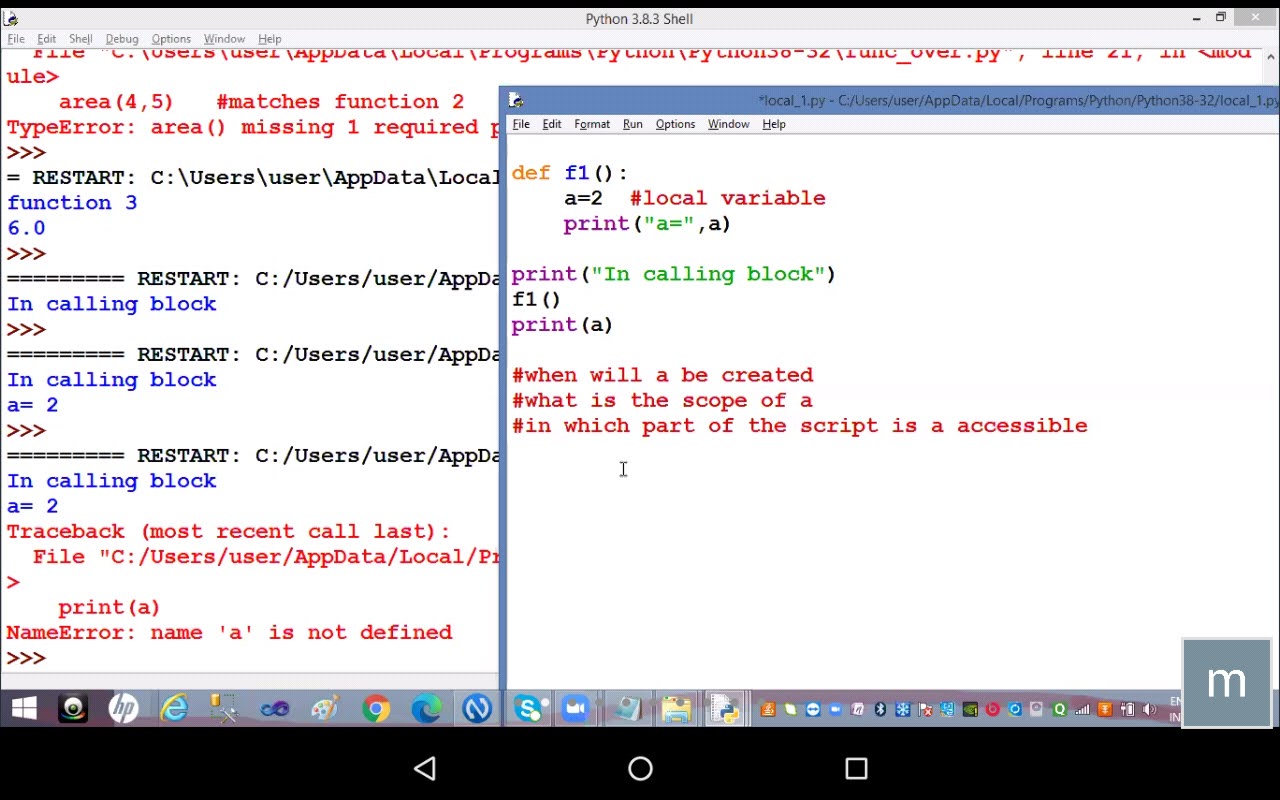 Python 3.8.3 Shell
File Edit Shell Debug Options Window Help
File "C:\Users\user\AppData\Local\Programs\Python\Python38-32\func_over.py", line 21, in <mod
ule>
area(4,5) #matches function 2
TypeError: area() missing 1 required p
>>>
= RESTART: C:\Users\user\AppData\Local
function 3
6.0
>>>
========= RESTART: C:/Users/user/AppDa
In calling block
>>>
========= RESTART: C:/Users/user/AppDa
In calling block
a= 2
>>>
========= RESTART: C:/Users/user/AppDa
In calling block
a= 2
Traceback (most recent call last):
File "C:/Users/user/AppData/Local/Pr
>
print(a)
NameError: name 'a' is not defined
>>>
*local_1.py - C:/Users/user/AppData/Local/Programs/Python/Python38-32/local_1.py
File Edit Format Run Options Window Help
def f1():
a=2 #local variable
print("a=",a)
print("In calling block")
f1()
print(a)
#when will a be created
#what is the scope of a
#in which part of the script is a accessible
m
hp
EN
IN